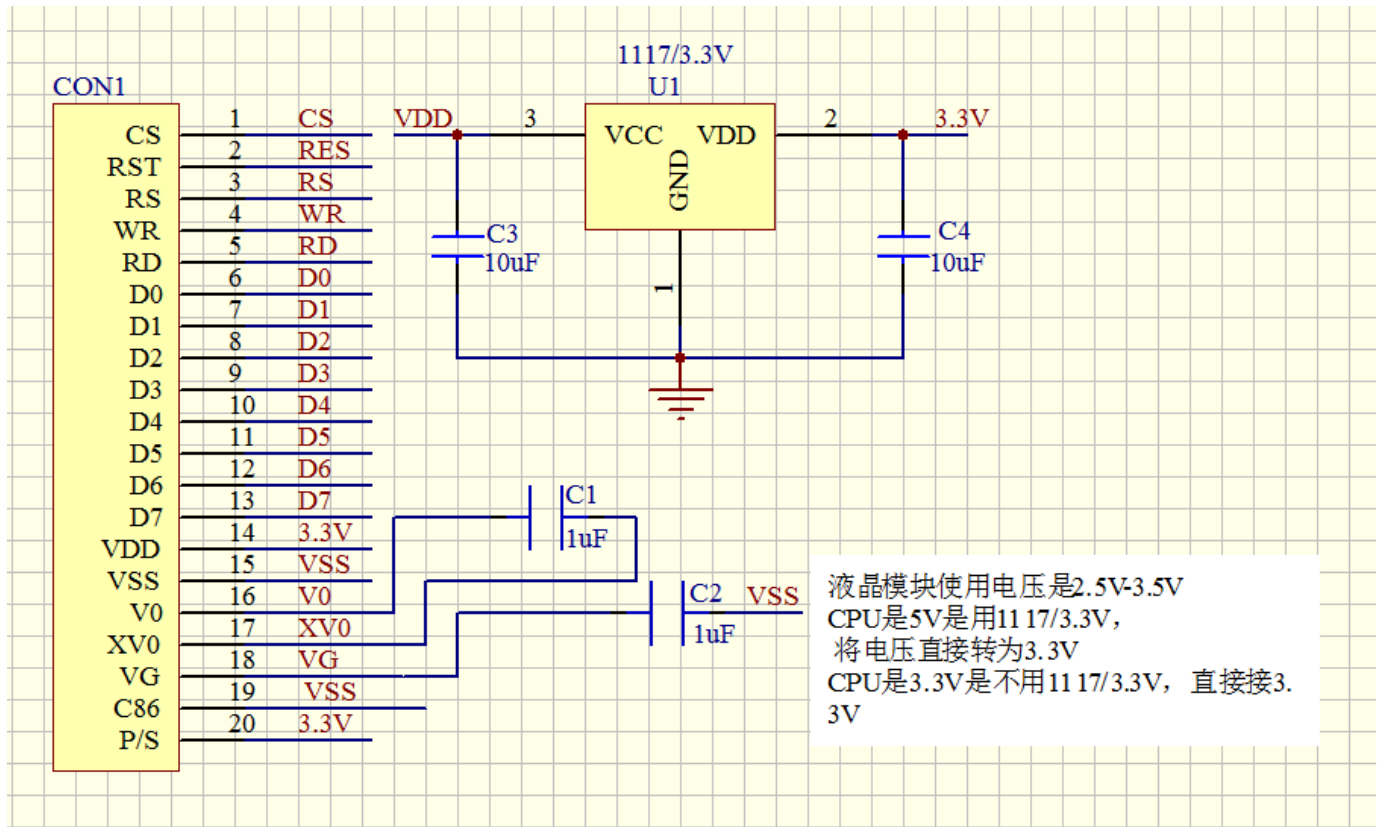 1117/3.3V
U1
CON1
CS 1 CS
RST 2 RES
RS 3 RS
WR 4 WR
RD 5 RD
D0 6 D0
D1 7 D1
D2 8 D2
D3 9 D3
D4 10 D4
D5 11 D5
D6 12 D6
D7 13 D7
VDD 14 3.3V
VSS 15 VSS
V0 16 V0
XV0 17 XV0
VG 18 VG
C86 19 VSS
P/S 20 3.3V
VDD 3 VCC VDD 2 3.3V
GND
1
C3
10uF
C4
10uF
C1
1uF
C2 VSS
1uF
液晶模块使用电压是2.5V-3.5V
CPU是5V是用1117/3.3V，
将电压直接转为3.3V
CPU是3.3V是不用1117/3.3V，直接接3.
3V